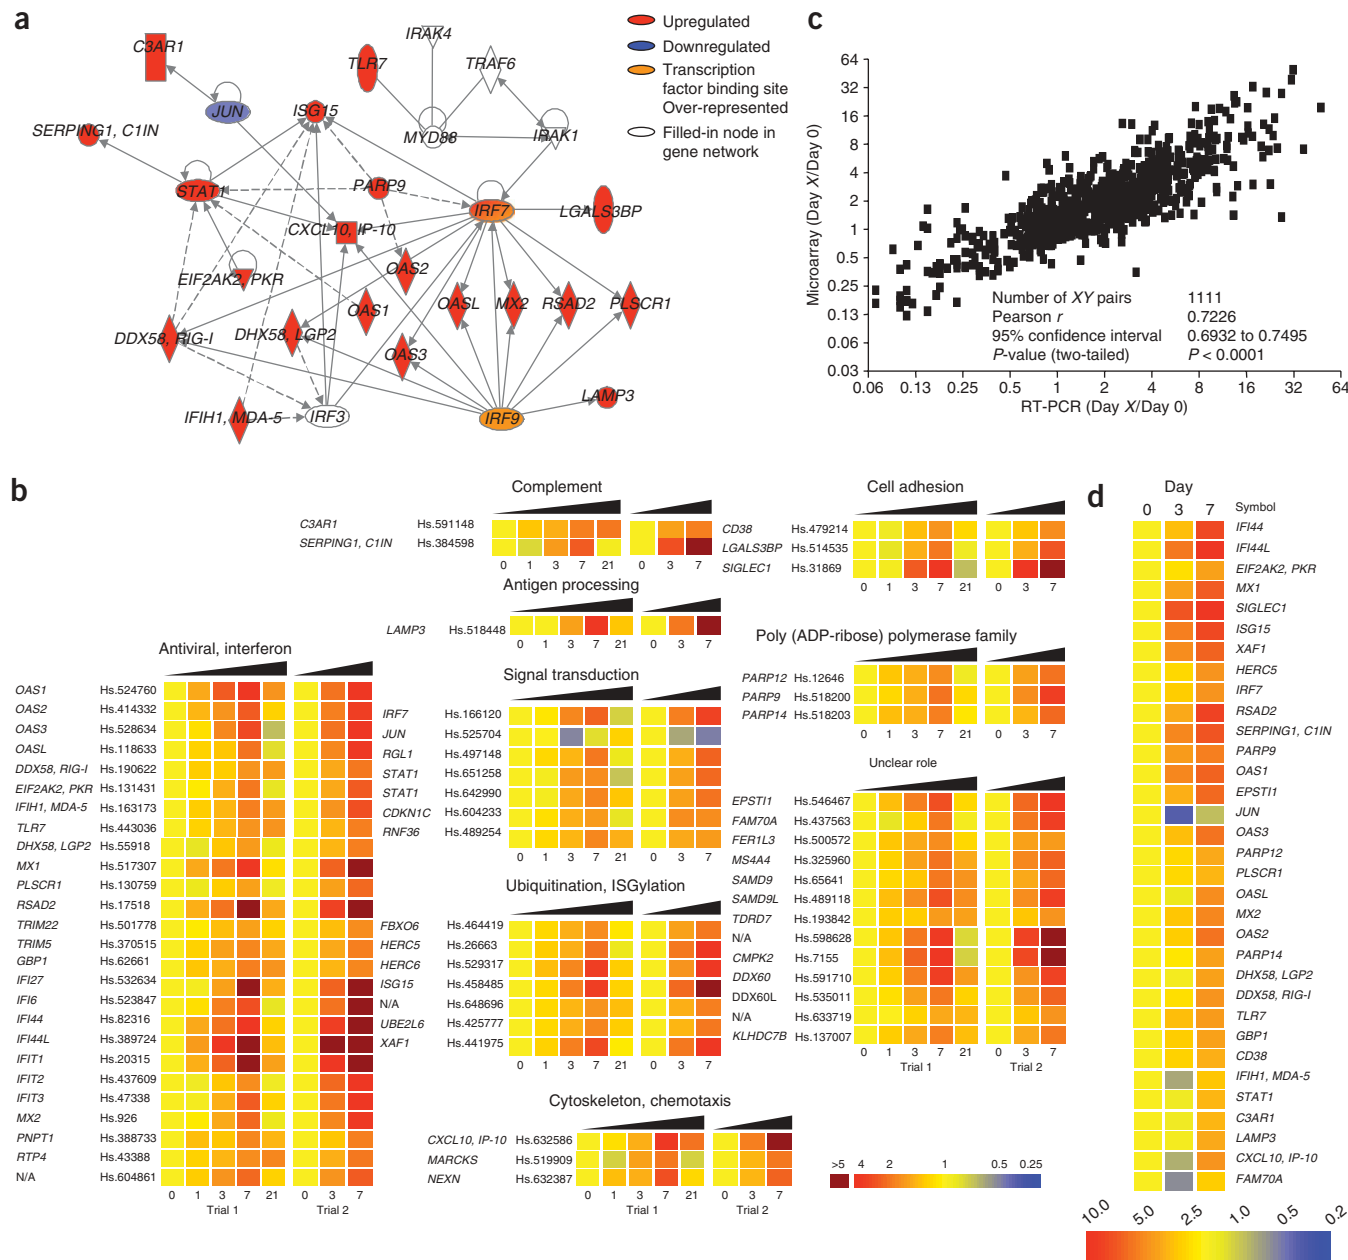 a
C3AR1
JUN
ISG15
SERPING1, C1IN
STAT1
TLR7
IRAK4
TRAF6
MYD88
IRAK1
PARP9
IRF7
LGALS3BP
CXCL10, IP-10
EIF2AK2, PKR
OAS2
OAS1
OASL
MX2
RSAD2
PLSCR1
DDX58, RIG-I
DHX58, LGP2
OAS3
IFIH1, MDA-5
IRF3
IRF9
LAMP3
Upregulated
Downregulated
Transcription
factor binding site
Over-represented
Filled-in node in
gene network
c
Microarray (Day X/Day 0)
64
32
16
8
4
2
1
0.5
0.25
0.13
0.06
0.03
Number of XY pairs 1111
Pearson r 0.7226
95% confidence interval 0.6932 to 0.7495
P-value (two-tailed) P < 0.0001
0.06 0.13 0.25 0.5 1 2 4 8 16 32 64
RT-PCR (Day X/Day 0)
b
Antiviral, interferon
OAS1 Hs.524760
OAS2 Hs.414332
OAS3 Hs.528634
OASL Hs.118633
DDX58, RIG-I Hs.190622
EIF2AK2, PKR Hs.131431
IFIH1, MDA-5 Hs.163173
TLR7 Hs.443036
DHX58, LGP2 Hs.55918
MX1 Hs.517307
PLSCR1 Hs.130759
RSAD2 Hs.17518
TRIM22 Hs.501778
TRIM5 Hs.370515
GBP1 Hs.62661
IFI27 Hs.532634
IFI6 Hs.523847
IFI44 Hs.82316
IFI44L Hs.389724
IFIT1 Hs.20315
IFIT2 Hs.437609
IFIT3 Hs.47338
MX2 Hs.926
PNPT1 Hs.388733
RTP4 Hs.43388
N/A Hs.604861
0 1 3 7 21 0 3 7
Trial 1 Trial 2
Complement
C3AR1 Hs.591148
SERPING1, C1IN Hs.384598
0 1 3 7 21 0 3 7
Antigen processing
LAMP3 Hs.518448
0 1 3 7 21 0 3 7
Signal transduction
IRF7 Hs.166120
JUN Hs.525704
RGL1 Hs.497148
STAT1 Hs.651258
STAT1 Hs.642990
CDKN1C Hs.604233
RNF36 Hs.489254
0 1 3 7 21 0 3 7
Ubiquitination, ISGylation
FBXO6 Hs.464419
HERC5 Hs.26663
HERC6 Hs.529317
ISG15 Hs.458485
N/A Hs.648696
UBE2L6 Hs.425777
XAF1 Hs.441975
0 1 3 7 21 0 3 7
Cytoskeleton, chemotaxis
CXCL10, IP-10 Hs.632586
MARCKS Hs.519909
NEXN Hs.632387
0 1 3 7 21 0 3 7
Trial 1 Trial 2
Cell adhesion
CD38 Hs.479214
LGALS3BP Hs.514535
SIGLEC1 Hs.31869
0 1 3 7 21 0 3 7
Poly (ADP-ribose) polymerase family
PARP12 Hs.12646
PARP9 Hs.518200
PARP14 Hs.518203
0 1 3 7 21 0 3 7
Unclear role
EPSTI1 Hs.546467
FAM70A Hs.437563
FER1L3 Hs.500572
MS4A4 Hs.325960
SAMD9 Hs.65641
SAMD9L Hs.489118
TDRD7 Hs.193842
N/A Hs.598628
CMPK2 Hs.7155
DDX60 Hs.591710
DDX60L Hs.535011
N/A Hs.633719
KLHDC7B Hs.137007
0 1 3 7 21 0 3 7
Trial 1 Trial 2
>5 4 2 1 0.5 0.25
d
Day
0 3 7 Symbol
IFI44
IFI44L
EIF2AK2, PKR
MX1
SIGLEC1
ISG15
XAF1
HERC5
IRF7
RSAD2
SERPING1, C1IN
PARP9
OAS1
EPSTI1
JUN
OAS3
PARP12
PLSCR1
OASL
MX2
OAS2
PARP14
DHX58, LGP2
DDX58, RIG-I
TLR7
GBP1
CD38
IFIH1, MDA-5
STAT1
C3AR1
LAMP3
CXCL10, IP-10
FAM70A
10.0 5.0 2.5 1.0 0.5 0.2